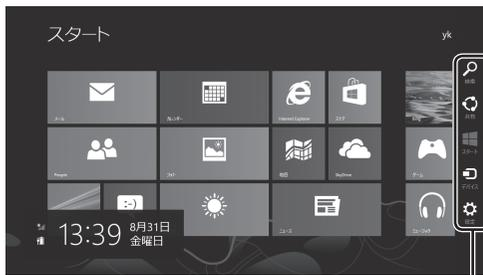 スタート
yk
検索
共有
スタート
デバイス
設定
メール
カレンダー
Internet Explorer
ストア
People
フォト
地図
SkyDrive
ゲーム
ニュース
ミュージック
13:39
8月31日
金曜日